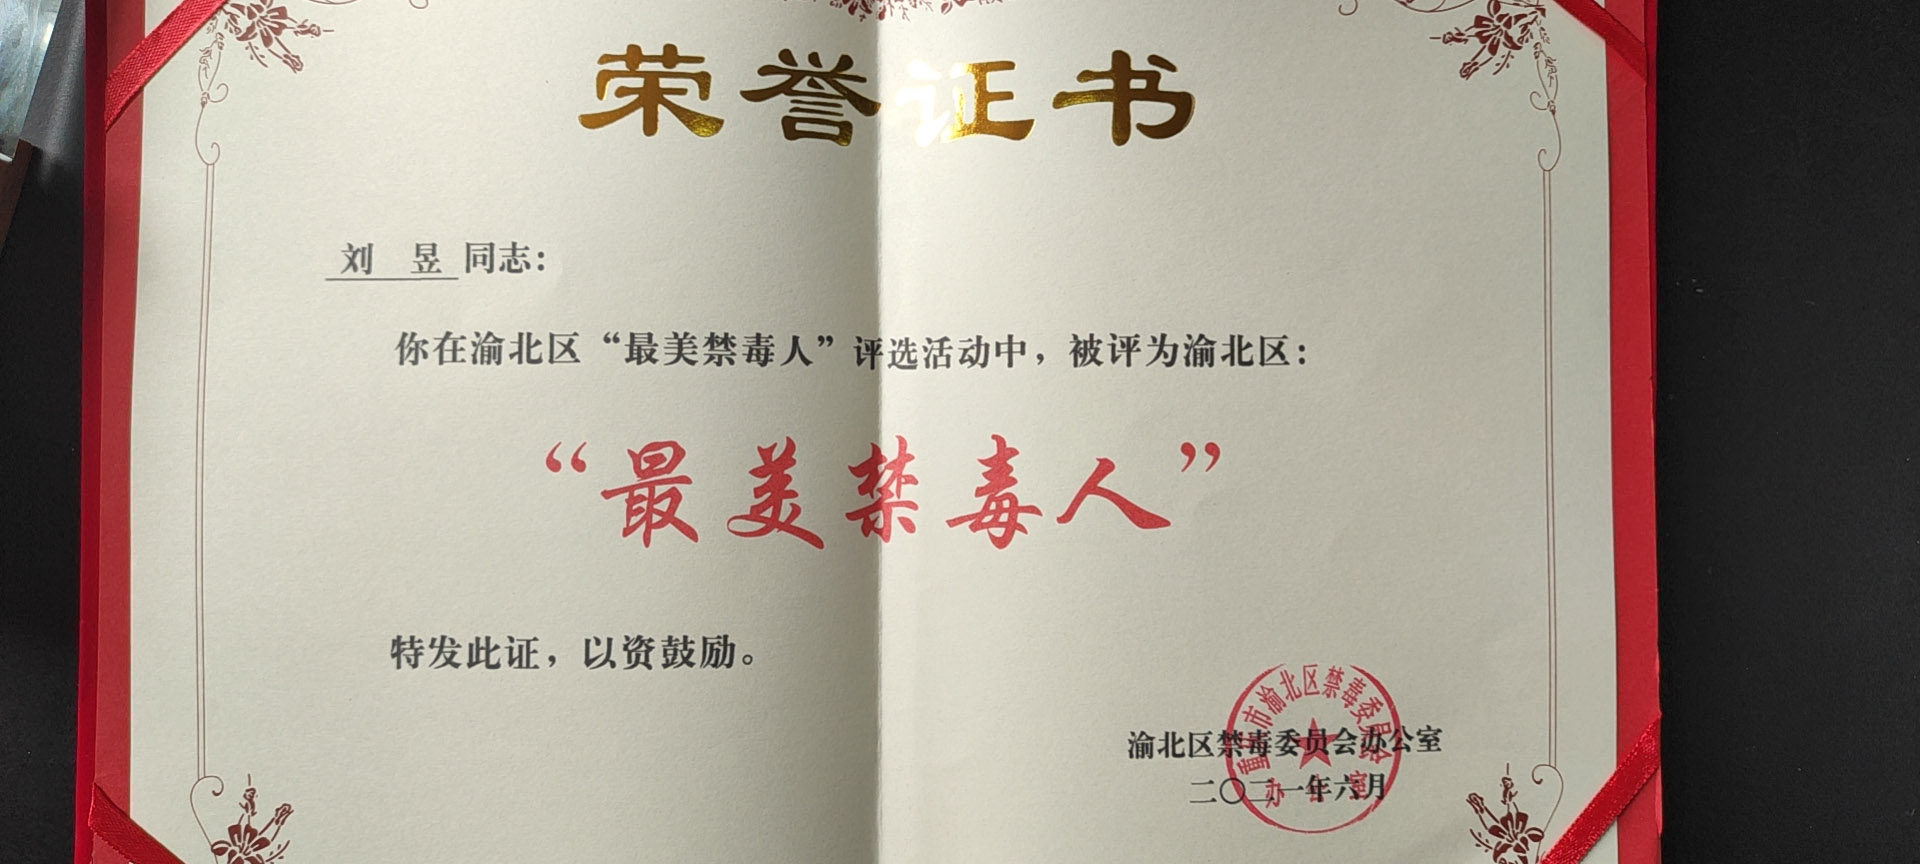 荣誉证书
刘 昱 同志：
你在渝北区“最美禁毒人”评选活动中，被评为渝北区：
“最美禁毒人”
特发此证，以资鼓励。
渝北区禁毒委员会办公室
二〇二一年六月
重庆市渝北区禁毒委员会
办公室